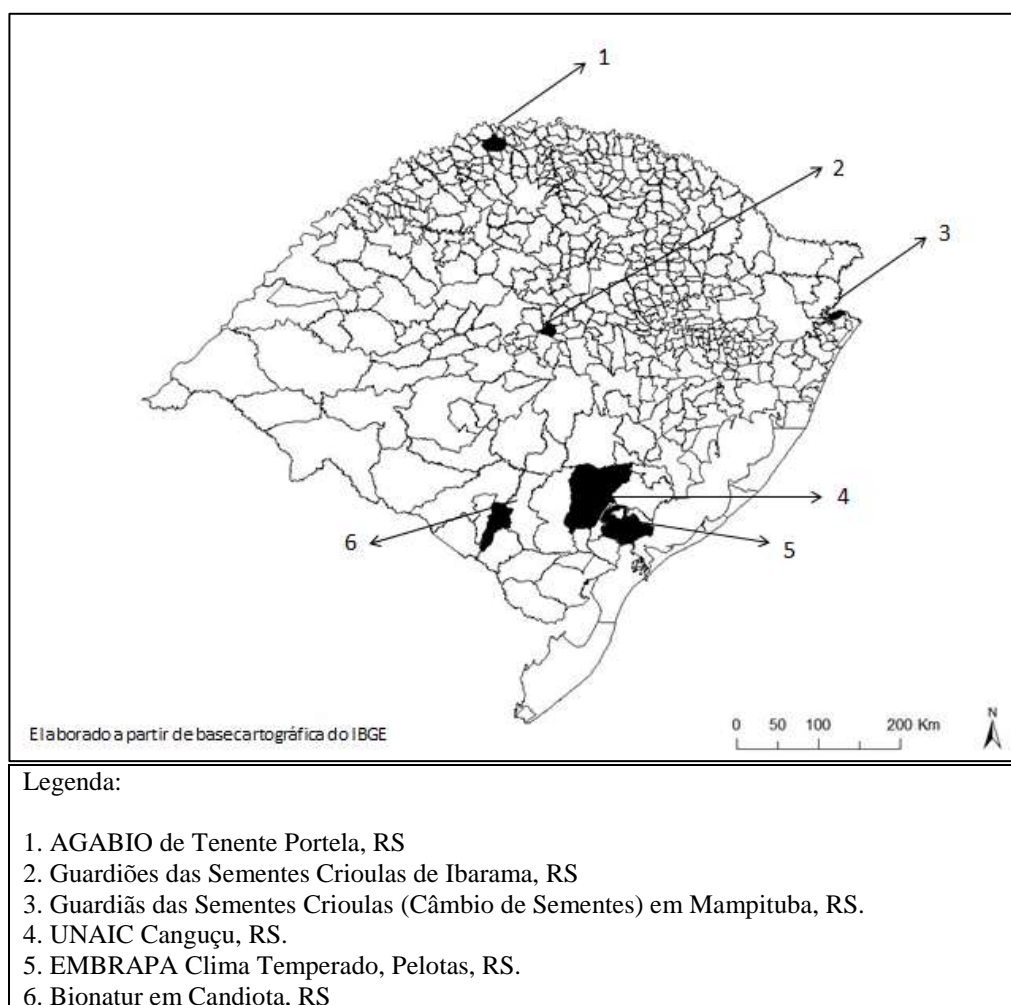 1
2
3
4
5
6
Elaborado a partir de basecartográfica do IBGE
0 50 100 200 Km
N
Legenda:
1. AGABIO de Tenente Portela, RS
2. Guardiões das Sementes Crioulas de Ibarama, RS
3. Guardiãs das Sementes Crioulas (Câmbio de Sementes) em Mampituba, RS.
4. UNAIC Canguçu, RS.
5. EMBRAPA Clima Temperado, Pelotas, RS.
6. Bionatur em Candiota, RS